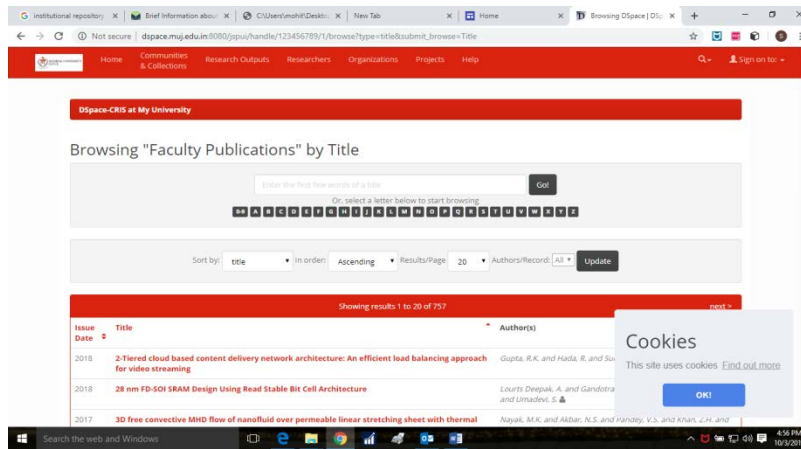 institutional repository
Brief Information about
C:\Users\mohit\Desktop
New Tab
Home
Browsing DSpace | DSp
Not secure | dspace.muj.edu.in:8080/jspui/handle/123456789/1/browse?type=title&submit_browse=Title
Home
Communities
& Collections
Research Outputs
Researchers
Organizations
Projects
Help
Sign on to:
DSpace-CRIS at My University
Browsing "Faculty Publications" by Title
Enter the first few words of a title
Go!
Or, select a letter below to start browsing
0-9 A B C D E F G H I J K L M N O P Q R S T U V W X Y Z
Sort by: title In order: Ascending Results/Page 20 Authors/Record: All Update
Showing results 1 to 20 of 757 next >
Issue Date Title Author(s)
2018 2-Tiered cloud based content delivery network architecture: An efficient load balancing approach for video streaming Gupta, R.K. and Hada, R. and Su
2018 28 nm FD-SOI SRAM Design Using Read Stable Bit Cell Architecture Lourts Deepak, A. and Gandotra and Umadevi, S.
2017 3D free convective MHD flow of nanofluid over permeable linear stretching sheet with thermal Nayak, M.K. and Akbar, N.S. and Pandey, V.S. and Khan, Z.H. and
Cookies
This site uses cookies Find out more
OK!
Search the web and Windows
4:56 PM
10/3/201